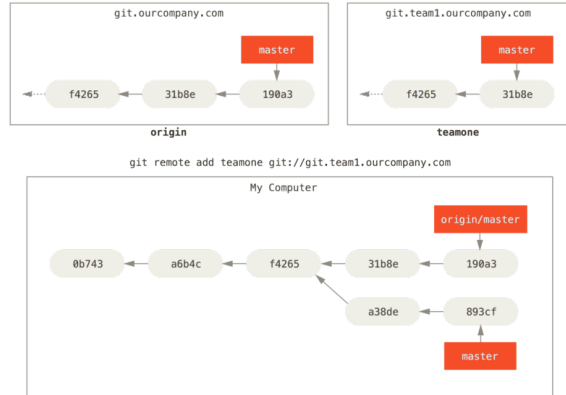 git.ourcompany.com
master
f4265 31b8e 190a3
origin
git.team1.ourcompany.com
master
f4265 31b8e
teamone
git remote add teamone git://git.team1.ourcompany.com
My Computer
origin/master
0b743 a6b4c f4265 31b8e 190a3
a38de 893cf
master